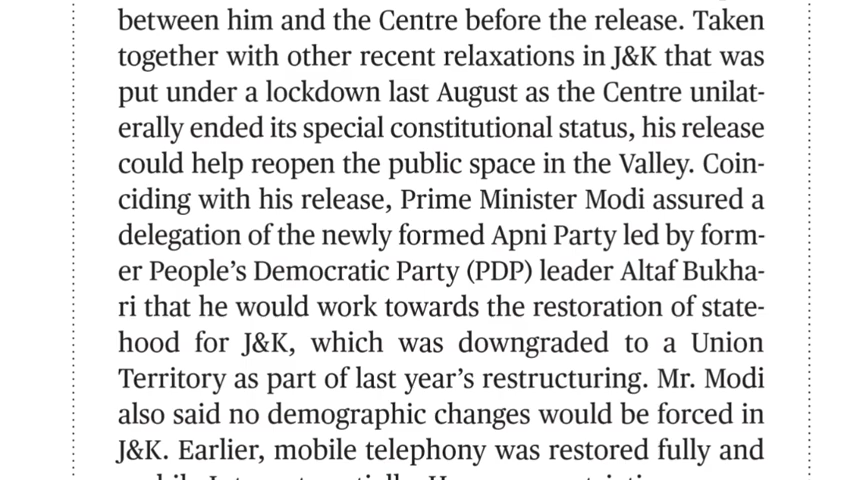 between him and the Centre before the release. Taken
together with other recent relaxations in J&K that was
put under a lockdown last August as the Centre unilat-
erally ended its special constitutional status, his release
could help reopen the public space in the Valley. Coin-
ciding with his release, Prime Minister Modi assured a
delegation of the newly formed Apni Party led by form-
er People’s Democratic Party (PDP) leader Altaf Bukha-
ri that he would work towards the restoration of state-
hood for J&K, which was downgraded to a Union
Territory as part of last year’s restructuring. Mr. Modi
also said no demographic changes would be forced in
J&K. Earlier, mobile telephony was restored fully and